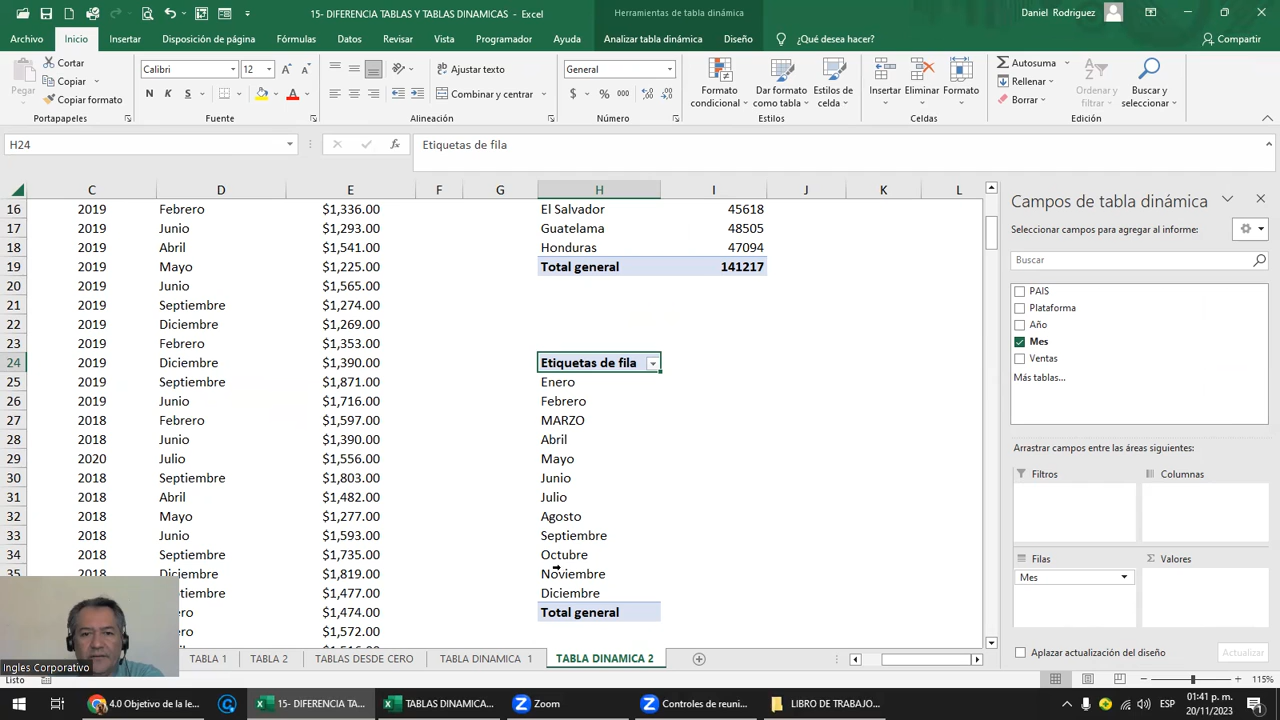 15- DIFERENCIA TABLAS Y TABLAS DINAMICAS - Excel
Herramientas de tabla dinámica
Daniel Rodriguez
Archivo Inicio Insertar Disposición de página Fórmulas Datos Revisar Vista Programador Ayuda Analizar tabla dinámica Diseño ¿Qué desea hacer? Compartir
Pegar
Cortar
Copiar
Copiar formato
Portapapeles
Calibri 12
N K S
Fuente
Ajustar texto
Combinar y centrar
Alineación
General
$ % 000
Número
Formato condicional
Dar formato como tabla
Estilos de celda
Estilos
Insertar Eliminar Formato
Celdas
Autosuma
Rellenar
Borrar
Ordenar y filtrar
Buscar y seleccionar
Edición
H24 fx Etiquetas de fila
C D E F G H I J K L
16 2019 Febrero $1,336.00 El Salvador 45618
17 2019 Junio $1,293.00 Guatelama 48505
18 2019 Abril $1,541.00 Honduras 47094
19 2019 Mayo $1,225.00 Total general 141217
20 2019 Junio $1,565.00
21 2019 Septiembre $1,274.00
22 2019 Diciembre $1,269.00
23 2019 Febrero $1,353.00
24 2019 Diciembre $1,390.00 Etiquetas de fila
25 2019 Septiembre $1,871.00 Enero
26 2019 Junio $1,716.00 Febrero
27 2018 Febrero $1,597.00 MARZO
28 2018 Junio $1,390.00 Abril
29 2020 Julio $1,556.00 Mayo
30 2018 Septiembre $1,803.00 Junio
31 2018 Abril $1,482.00 Julio
32 2018 Mayo $1,277.00 Agosto
33 2018 Junio $1,593.00 Septiembre
34 2018 Septiembre $1,735.00 Octubre
35 2018 Diciembre $1,819.00 Noviembre
$1,477.00 Diciembre
$1,474.00 Total general
$1,572.00
Campos de tabla dinámica
Seleccionar campos para agregar al informe:
Buscar
PAIS
Plataforma
Año
Mes
Ventas
Más tablas...
Arrastrar campos entre las áreas siguientes:
Filtros Columnas
Filas Valores
Mes
Aplazar actualización del diseño Actualizar
Ingles Corporativo
TABLA 1 TABLA 2 TABLAS DESDE CERO TABLA DINAMICA 1 TABLA DINAMICA 2
Listo
115%
4.0 Objetivo de la le...
15- DIFERENCIA TA...
TABLAS DINAMICA...
Zoom
Controles de reuni...
LIBRO DE TRABAJO...
ESP
01:41 p. m.
20/11/2023